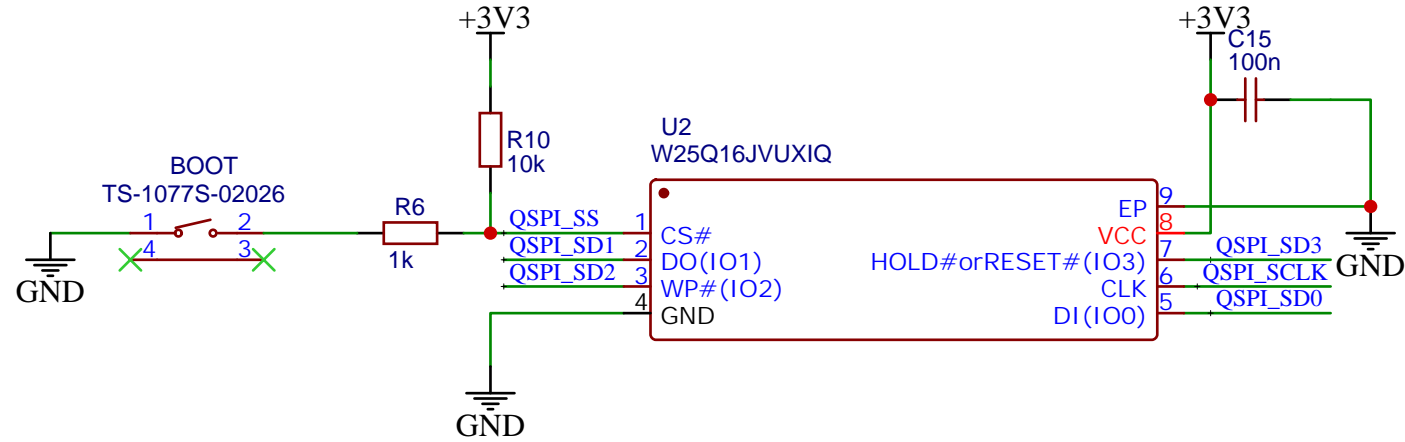 +3V3
+3V3
C15
100n
R10
10k
U2
W25Q16JVUXIQ
BOOT
TS-1077S-02026
1
2
4
3
GND
R6
1k
QSPI_SS
QSPI_SD1
QSPI_SD2
1
2
3
4
CS#
DO(IO1)
WP#(IO2)
GND
EP
VCC
HOLD#orRESET#(IO3)
CLK
DI(IO0)
9
8
7
6
5
QSPI_SD3
QSPI_SCLK
QSPI_SD0
GND
GND